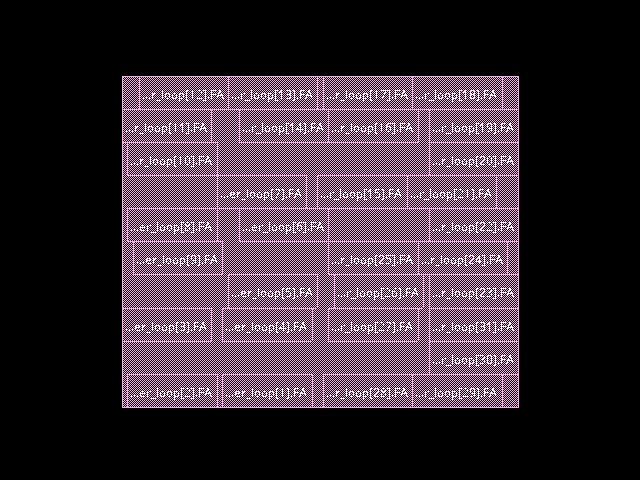 ...r_loop[12].FA ...r_loop[13].FA ...r_loop[17].FA ...r_loop[18].FA
...r_loop[11].FA ...r_loop[14].FA ...r_loop[16].FA ...r_loop[19].FA
...r_loop[10].FA ...r_loop[20].FA
...er_loop[7].FA ...r_loop[15].FA ...r_loop[21].FA
...er_loop[8].FA ...er_loop[6].FA ...r_loop[22].FA
...er_loop[9].FA ...r_loop[25].FA ...r_loop[24].FA
...er_loop[5].FA ...r_loop[26].FA ...r_loop[23].FA
...er_loop[3].FA ...er_loop[4].FA ...r_loop[27].FA ...r_loop[31].FA
...r_loop[30].FA
...er_loop[2].FA ...er_loop[1].FA ...r_loop[28].FA ...r_loop[29].FA